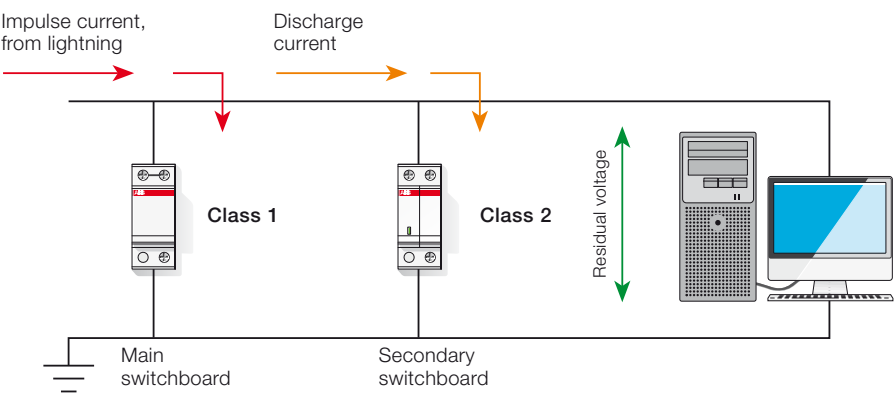 Impulse current,
from lightning
Discharge
current
Class 1
Class 2
Residual voltage
Main
switchboard
Secondary
switchboard